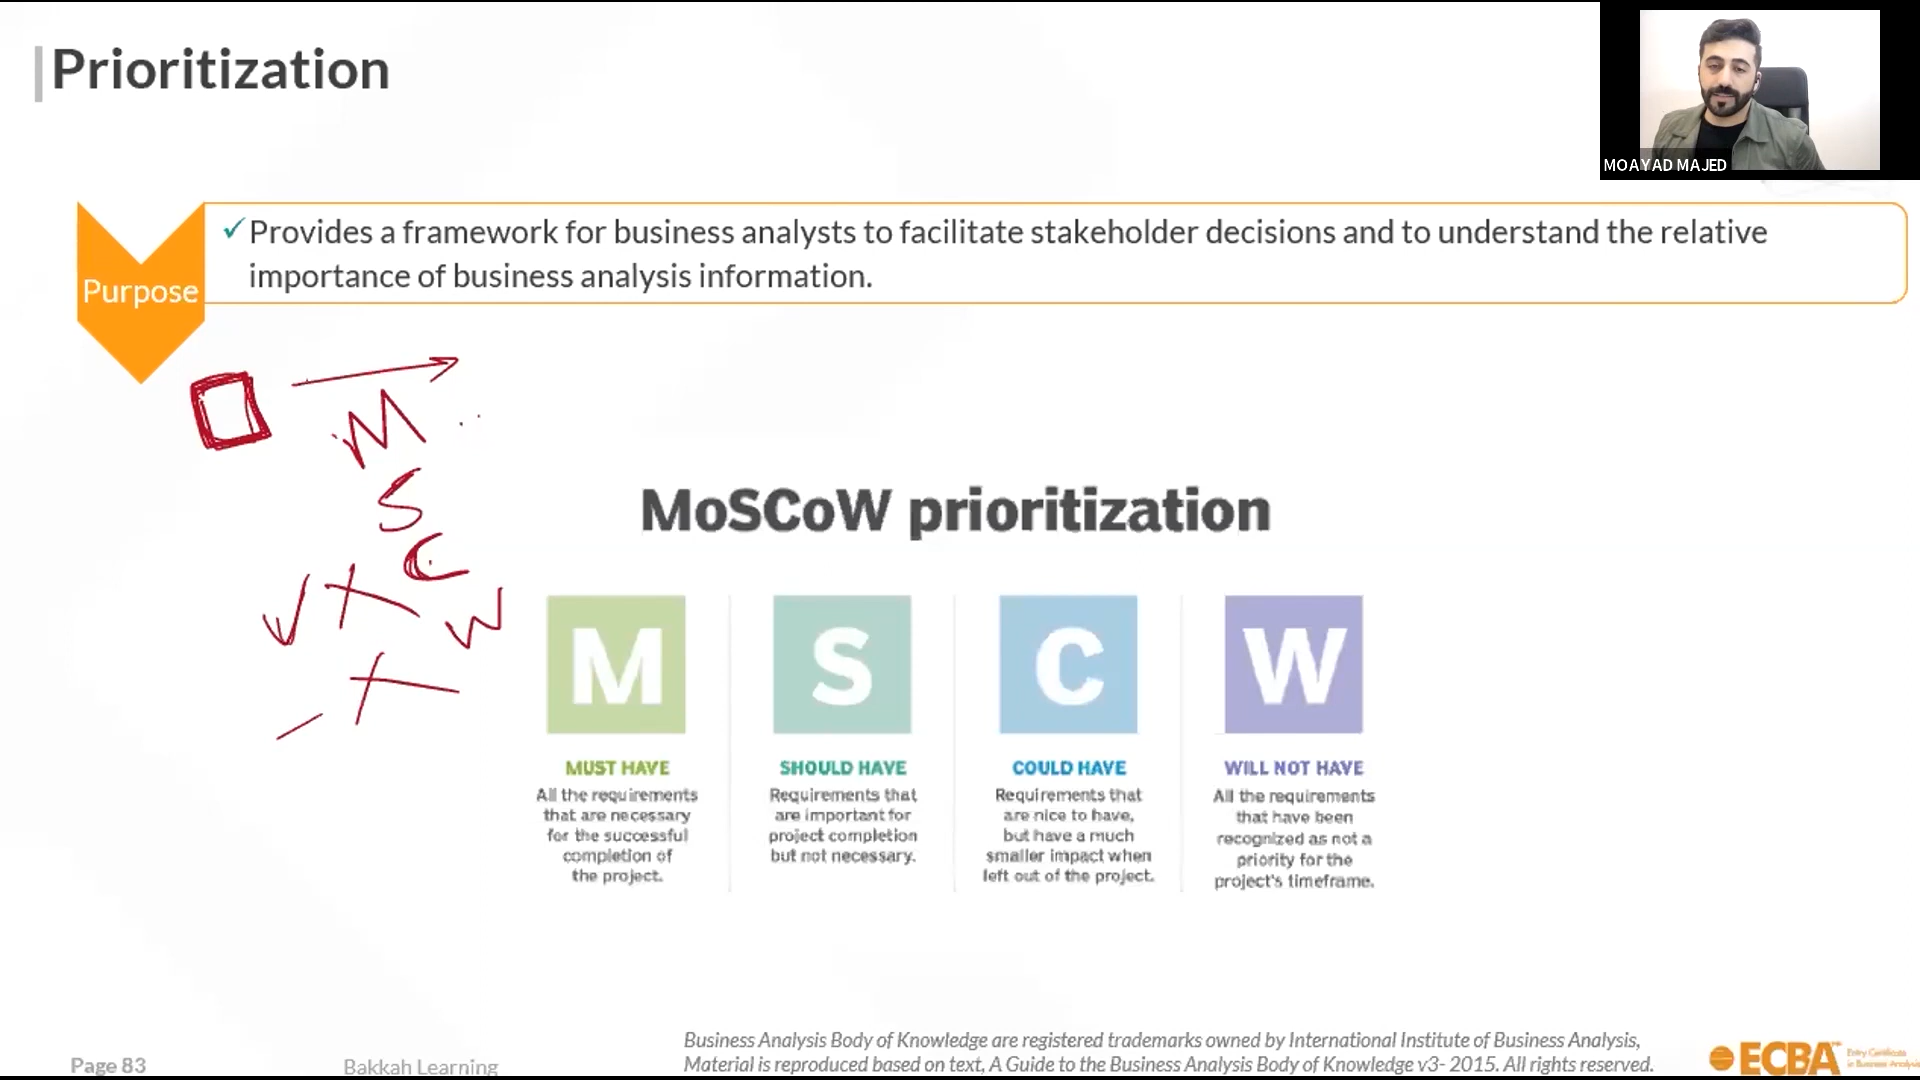 Prioritization
MOAYAD MAJED
✓Provides a framework for business analysts to facilitate stakeholder decisions and to understand the relative
importance of business analysis information.
Purpose
M
S
C
W
MoSCoW prioritization
M
S
C
W
MUST HAVE
All the requirements
that are necessary
for the successful
completion of
the project.
SHOULD HAVE
Requirements that
are important for
project completion
but not necessary.
COULD HAVE
Requirements that
are nice to have,
but have a much
smaller impact when
left out of the project.
WILL NOT HAVE
All the requirements
that have been
recognized as not a
priority for the
project's timeframe.
Page 83
Bakkah Learning
Business Analysis Body of Knowledge are registered trademarks owned by International Institute of Business Analysis,
Material is reproduced based on text, A Guide to the Business Analysis Body of Knowledge v3- 2015. All rights reserved.
ECBA
Entry Certificate
in Business Analysis